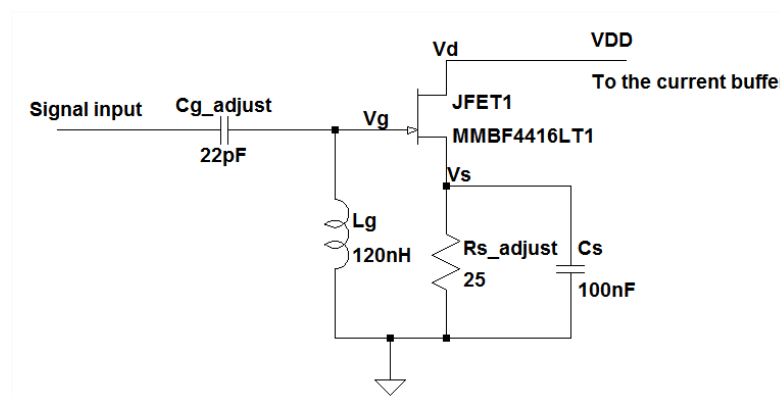 Vd
VDD
To the current buffe
Signal input
Cg_adjust
22pF
Vg
JFET1
MMBF4416LT1
Vs
Lg
120nH
Rs_adjust
25
Cs
100nF